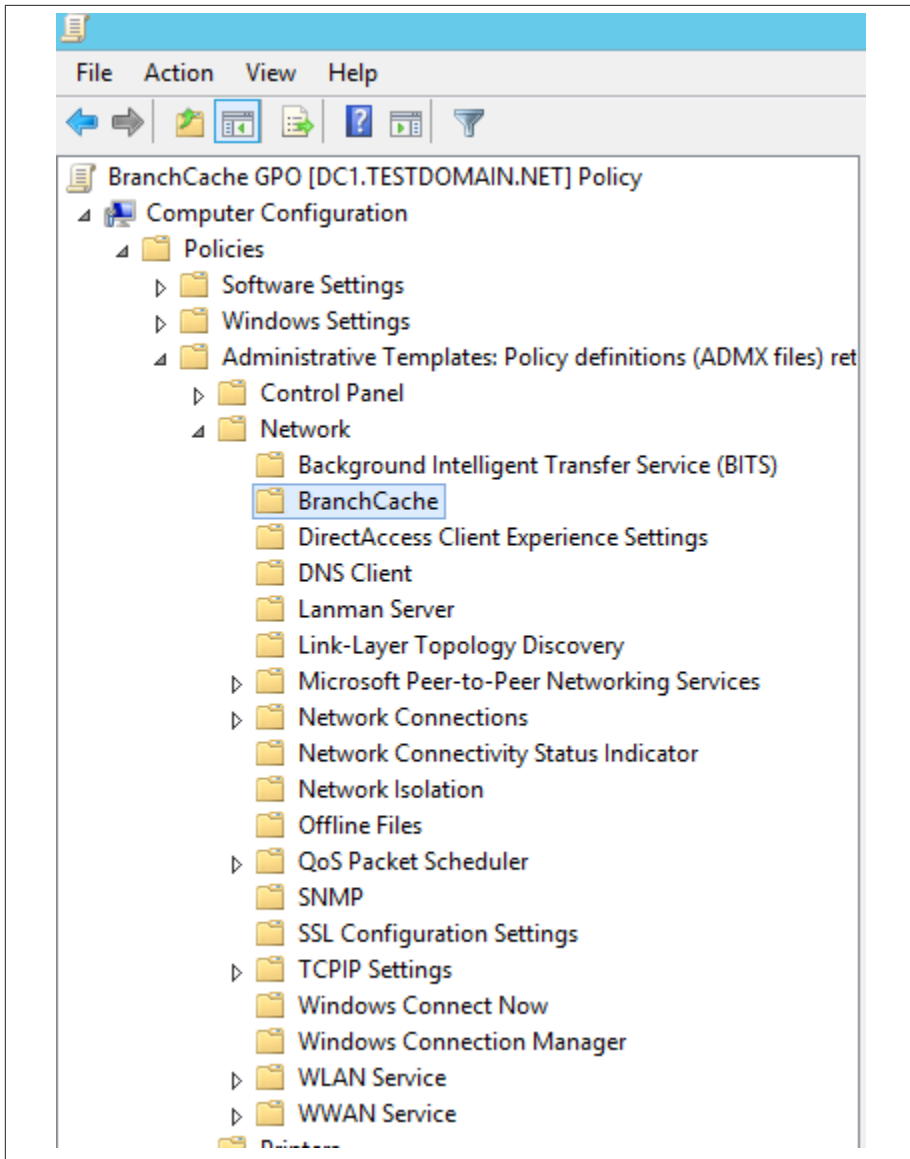 File Action View Help
BranchCache GPO [DC1.TESTDOMAIN.NET] Policy
Computer Configuration
Policies
Software Settings
Windows Settings
Administrative Templates: Policy definitions (ADMX files) ret
Control Panel
Network
Background Intelligent Transfer Service (BITS)
BranchCache
DirectAccess Client Experience Settings
DNS Client
Lanman Server
Link-Layer Topology Discovery
Microsoft Peer-to-Peer Networking Services
Network Connections
Network Connectivity Status Indicator
Network Isolation
Offline Files
QoS Packet Scheduler
SNMP
SSL Configuration Settings
TCPIP Settings
Windows Connect Now
Windows Connection Manager
WLAN Service
WWAN Service